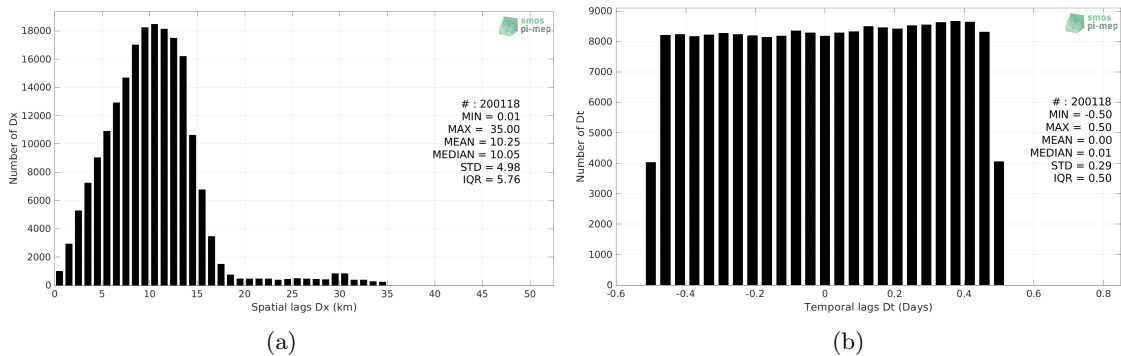 smos
pi-mep
18000
16000
14000
12000
10000
8000
6000
4000
2000
0
Number of Dx
# : 200118
MIN = 0.01
MAX = 35.00
MEAN = 10.25
MEDIAN = 10.05
STD = 4.98
IQR = 5.76
0 5 10 15 20 25 30 35 40 45 50
Spatial lags Dx (km)
(a)
smos
pi-mep
9000
8000
7000
6000
5000
4000
3000
2000
1000
0
Number of Dt
# : 200118
MIN = -0.50
MAX = 0.50
MEAN = 0.00
MEDIAN = 0.01
STD = 0.29
IQR = 0.50
-0.6 -0.4 -0.2 0 0.2 0.4 0.6 0.8
Temporal lags Dt (Days)
(b)